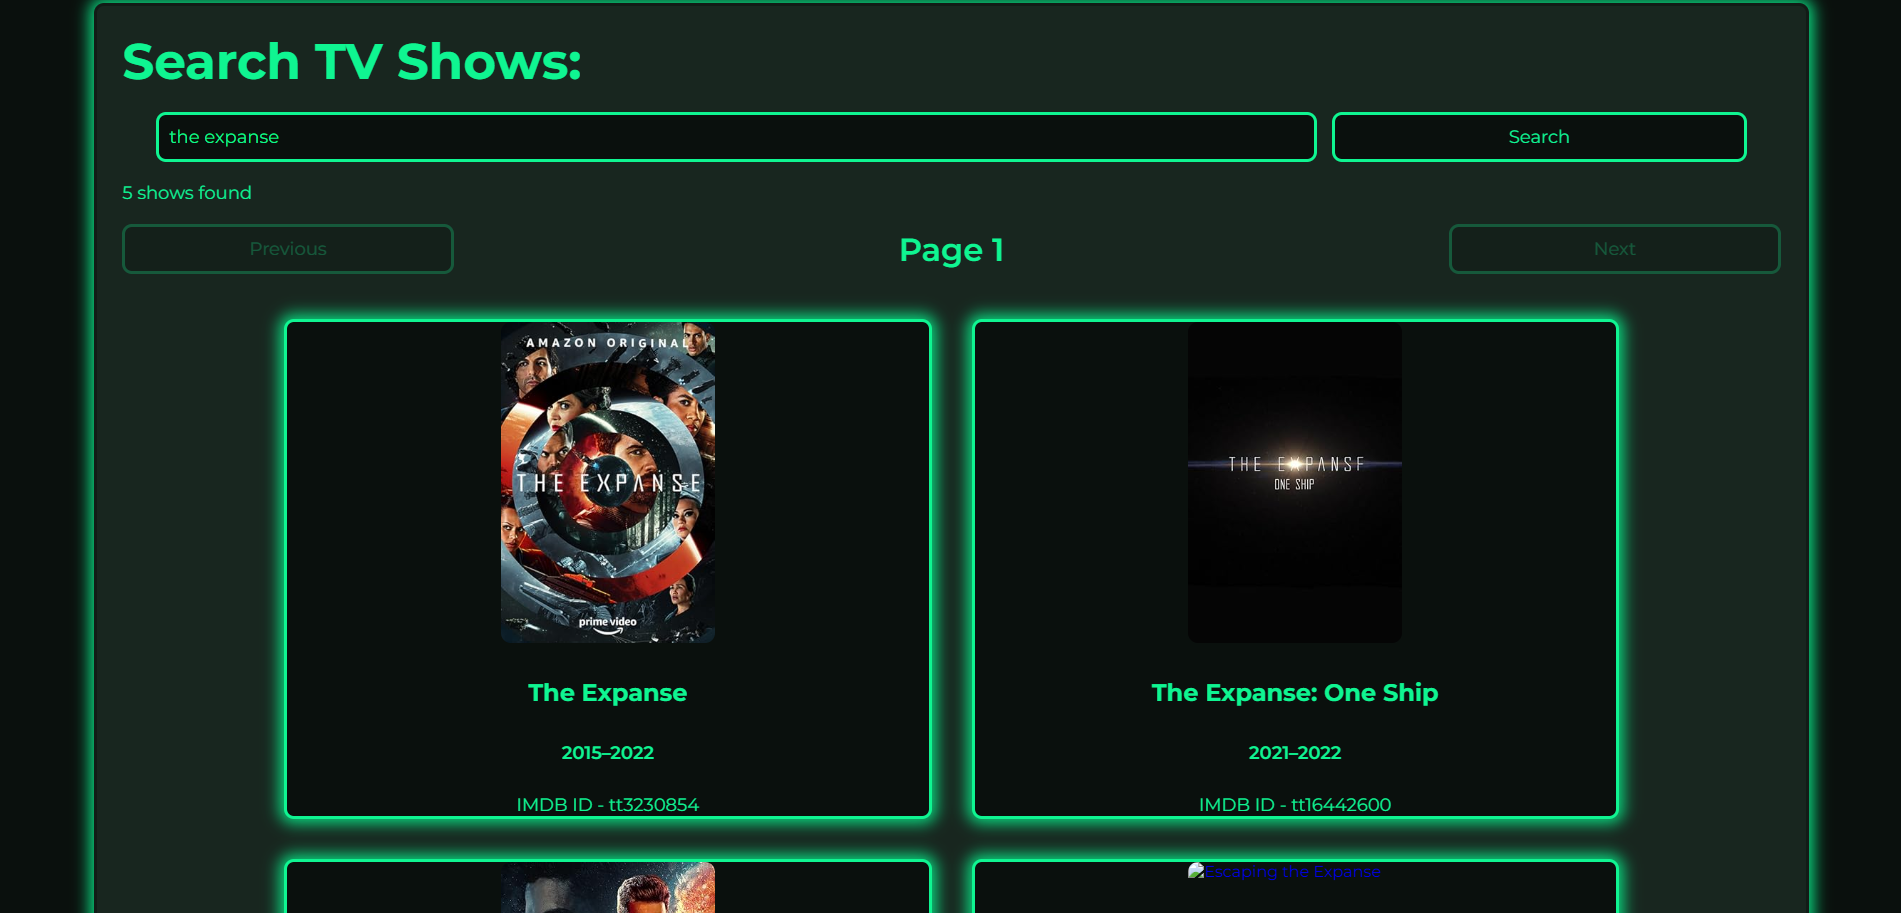 Search TV Shows:
the expanse
Search
5 shows found
Previous
Page 1
Next
AMAZON ORIGINAL
THE EXPANSE
prime video
The Expanse
2015–2022
IMDB ID - tt3230854
THE EXPANSE
ONE SHIP
The Expanse: One Ship
2021–2022
IMDB ID - tt16442600
Escaping the Expanse